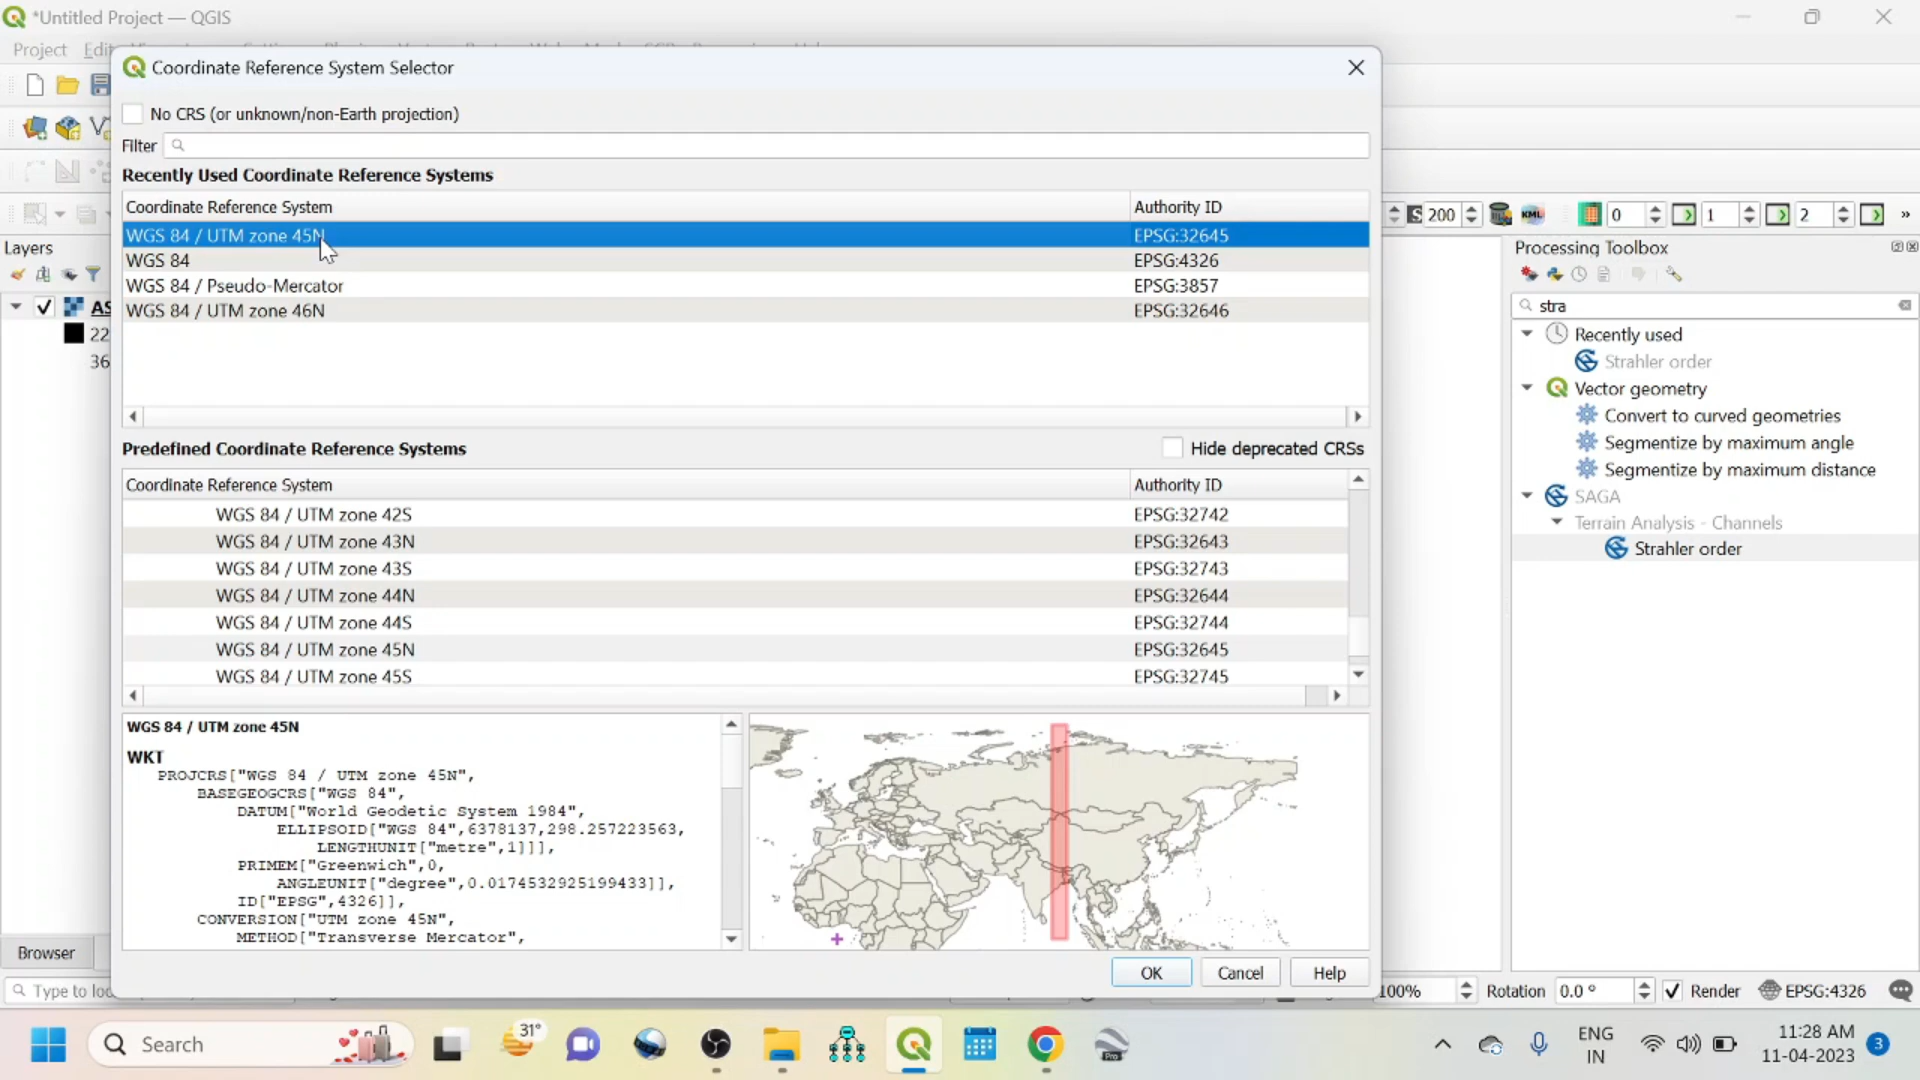 *Untitled Project — QGIS
Project
Coordinate Reference System Selector
No CRS (or unknown/non-Earth projection)
Filter
Recently Used Coordinate Reference Systems
Coordinate Reference System Authority ID
WGS 84 / UTM zone 45N EPSG:32645
WGS 84 EPSG:4326
WGS 84 / Pseudo-Mercator EPSG:3857
WGS 84 / UTM zone 46N EPSG:32646
Predefined Coordinate Reference Systems Hide deprecated CRSs
Coordinate Reference System Authority ID
WGS 84 / UTM zone 42S EPSG:32742
WGS 84 / UTM zone 43N EPSG:32643
WGS 84 / UTM zone 43S EPSG:32743
WGS 84 / UTM zone 44N EPSG:32644
WGS 84 / UTM zone 44S EPSG:32744
WGS 84 / UTM zone 45N EPSG:32645
WGS 84 / UTM zone 45S EPSG:32745
WGS 84 / UTM zone 45N
WKT
PROJCRS["WGS 84 / UTM zone 45N",
BASEGEOGCRS["WGS 84",
DATUM["World Geodetic System 1984",
ELLIPSOID["WGS 84",6378137,298.257223563,
LENGTHUNIT["metre",1]]],
PRIMEM["Greenwich",0,
ANGLEUNIT["degree",0.0174532925199433]],
ID["EPSG",4326]],
CONVERSION["UTM zone 45N",
METHOD["Transverse Mercator",
OK Cancel Help
Layers
AS
22
36
Browser
Type to loc
S 200 KML 0 1 2 »
Processing Toolbox
stra
Recently used
Strahler order
Vector geometry
Convert to curved geometries
Segmentize by maximum angle
Segmentize by maximum distance
SAGA
Terrain Analysis - Channels
Strahler order
100% Rotation 0.0 ° Render EPSG:4326
Search
31°
Pro
ENG
IN
11:28 AM
11-04-2023
3